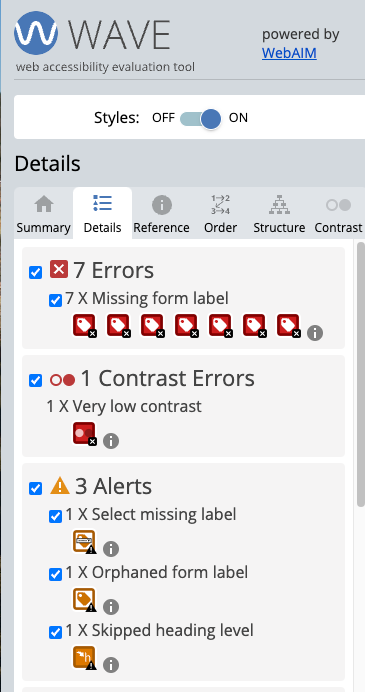 WAVE
powered by
WebAIM
web accessibility evaluation tool
Styles: OFF ON
Details
Summary Details Reference Order Structure Contrast
7 Errors
7 X Missing form label
1 Contrast Errors
1 X Very low contrast
3 Alerts
1 X Select missing label
1 X Orphaned form label
1 X Skipped heading level